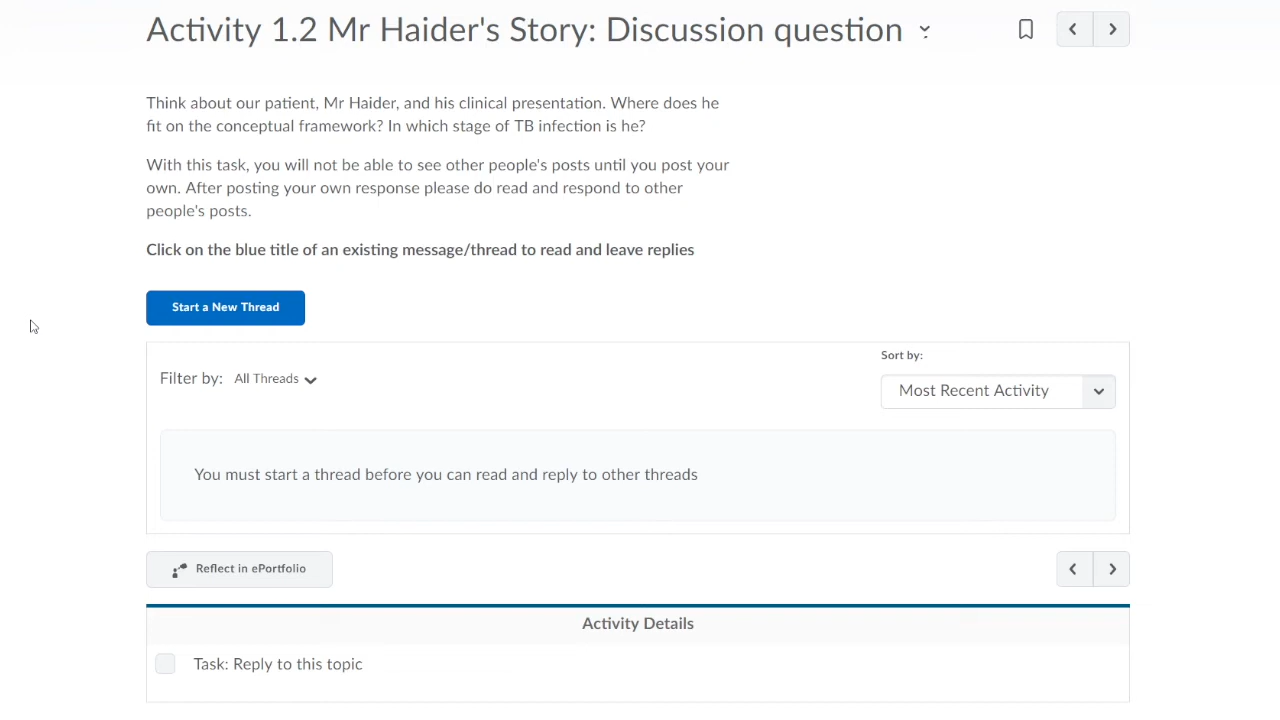 Activity 1.2 Mr Haider's Story: Discussion question
Think about our patient, Mr Haider, and his clinical presentation. Where does he
fit on the conceptual framework? In which stage of TB infection is he?
With this task, you will not be able to see other people's posts until you post your
own. After posting your own response please do read and respond to other
people's posts.
Click on the blue title of an existing message/thread to read and leave replies
Start a New Thread
Sort by:
Filter by: All Threads
Most Recent Activity
You must start a thread before you can read and reply to other threads
Reflect in ePortfolio
Activity Details
Task: Reply to this topic